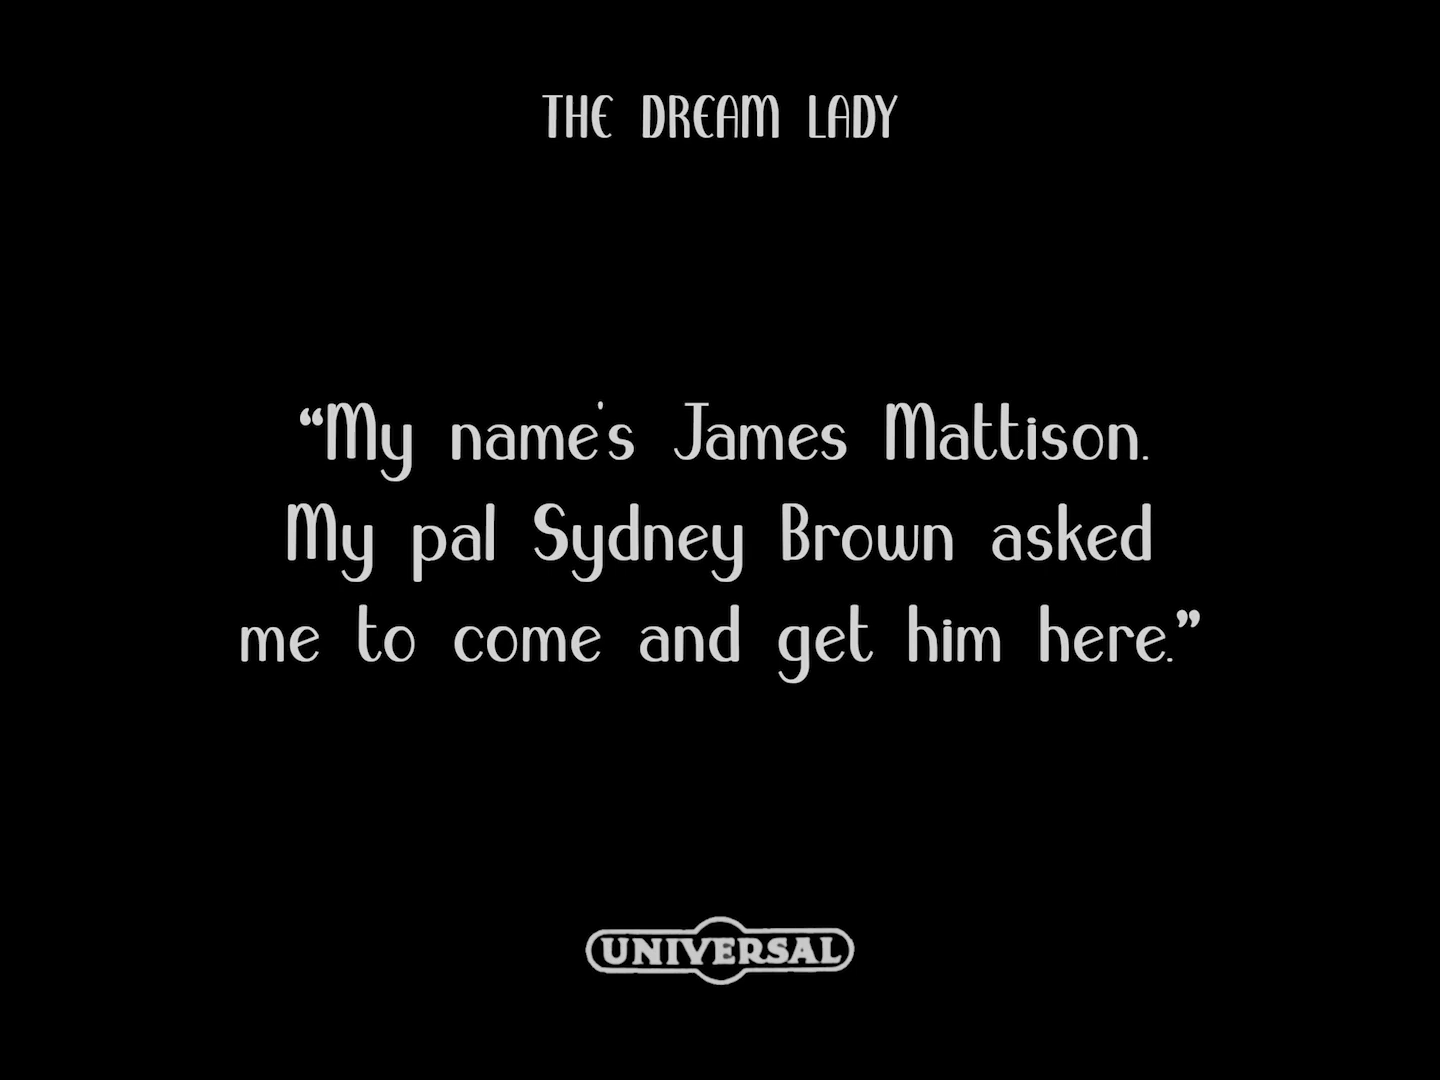 THE DREAM LADY
“My name's James Mattison.
My pal Sydney Brown asked
me to come and get him here.”
UNIVERSAL